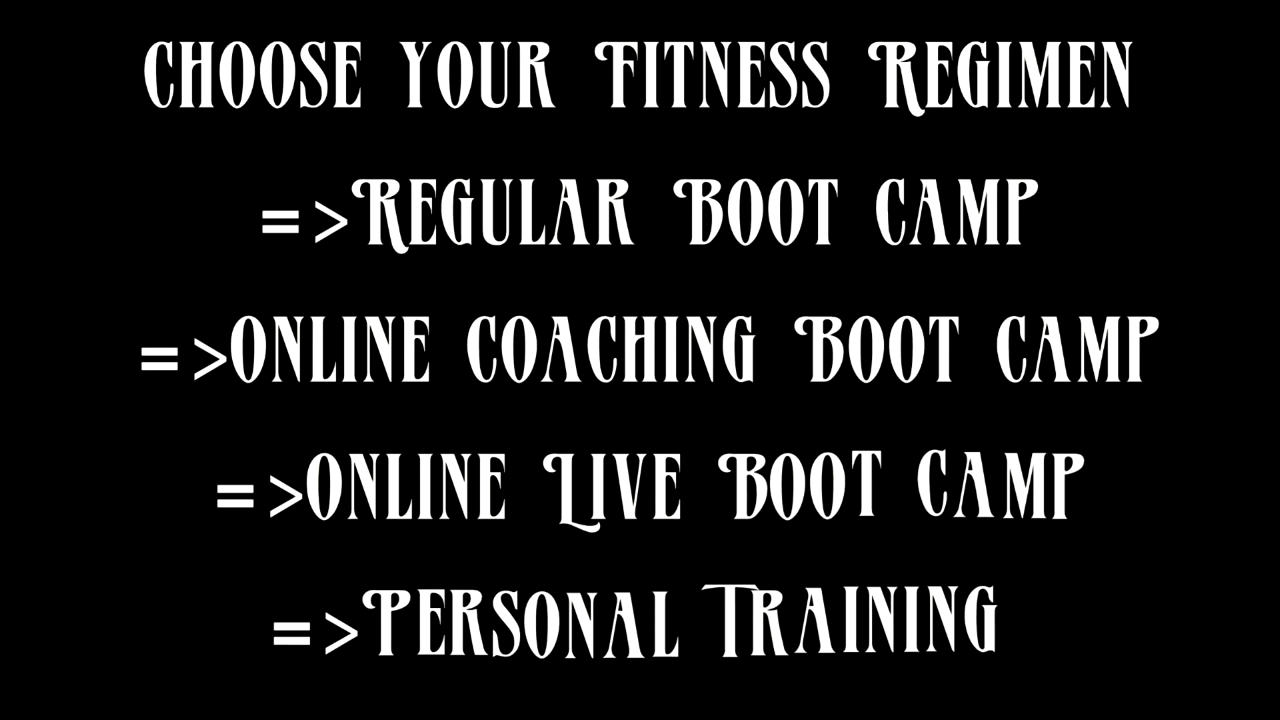 Choose your Fitness Regimen
=>Regular Boot camp
=>online coaching Boot camp
=>online Live Boot camp
=>Personal Training